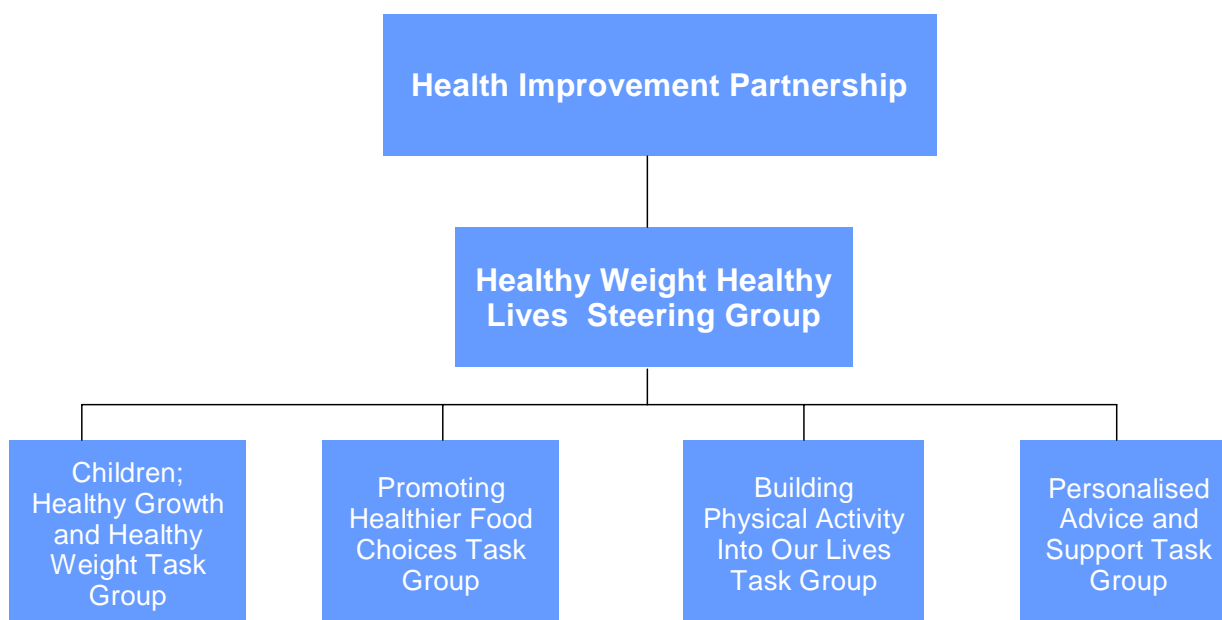 Health Improvement Partnership
Healthy Weight Healthy
Lives  Steering Group
Children;
Healthy Growth
and Healthy
Weight Task
Group
Promoting
Healthier Food
Choices Task
Group
Building
Physical Activity
Into Our Lives
Task Group
Personalised
Advice and
Support Task
Group